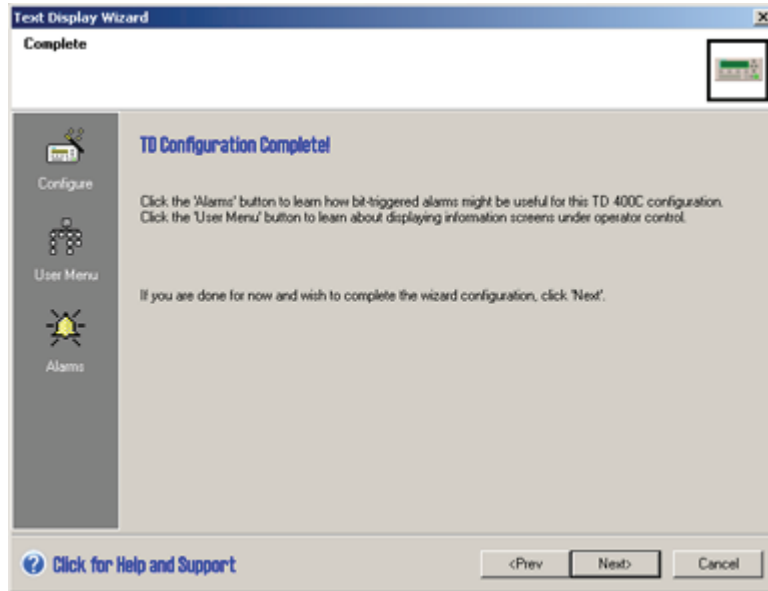 Text Display Wizard
Complete
TD Configuration Complete!
Configure
Click the 'Alarms' button to learn how bit-triggered alarms might be useful for this TD 400C configuration.
Click the 'User Menu' button to learn about displaying information screens under operator control.
User Menu
If you are done for now and wish to complete the wizard configuration, click 'Next'.
Alarms
Click for Help and Support
<Prev
Next>
Cancel